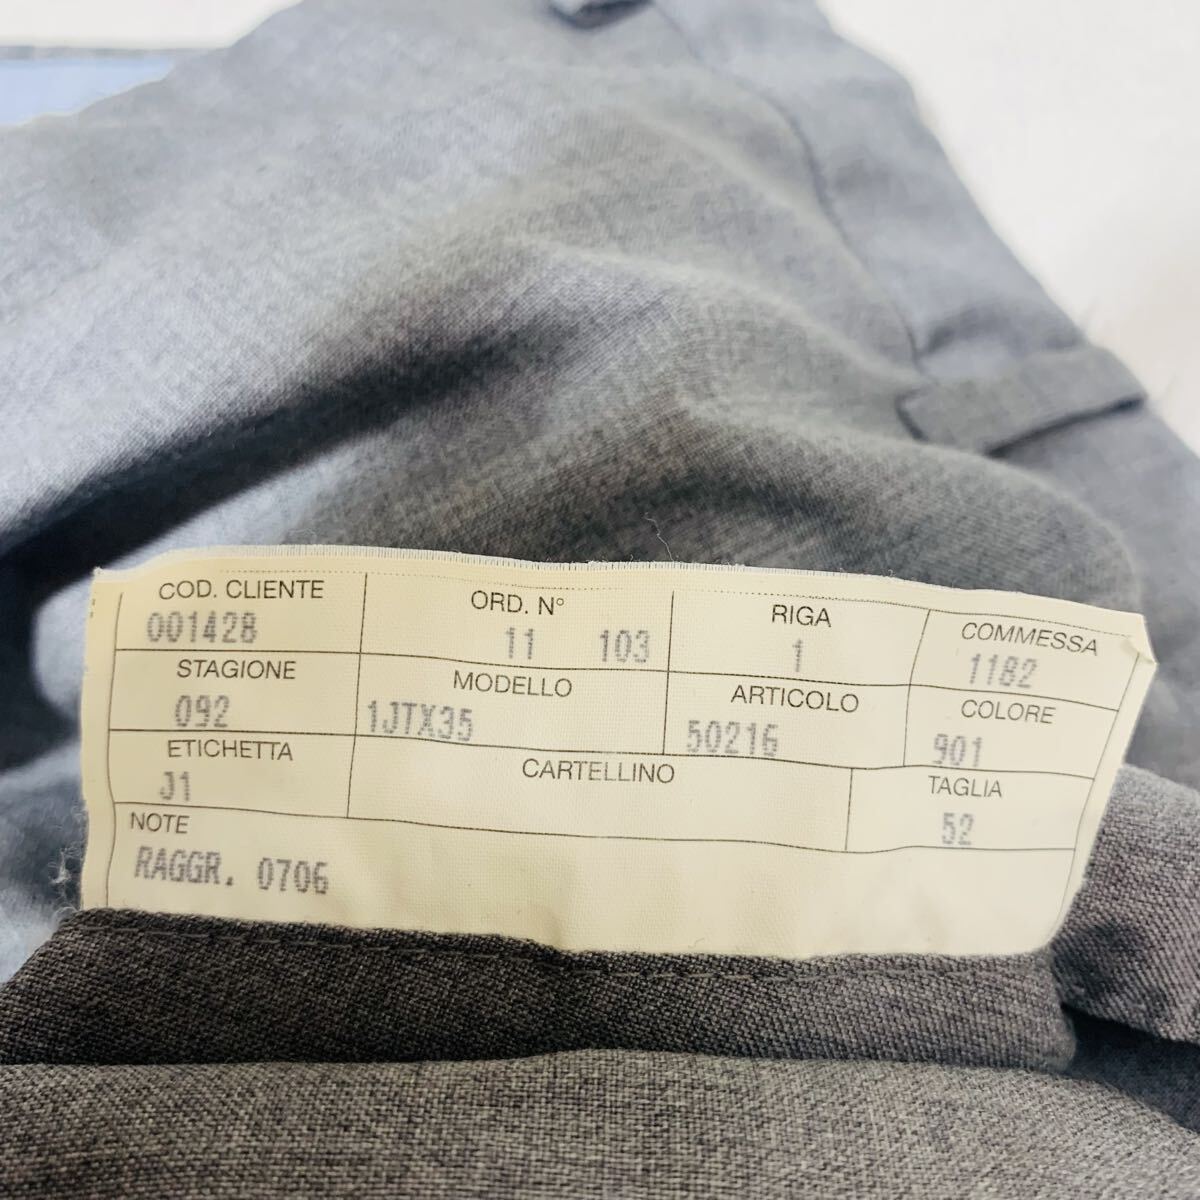 COD. CLIENTE ORD. N° RIGA COMMESSA
001428 11 103 1 1182
STAGIONE MODELLO ARTICOLO COLORE
092 1JTX35 50216 901
ETICHETTA CARTELLINO TAGLIA
J1 52
NOTE
RAGGR. 0706